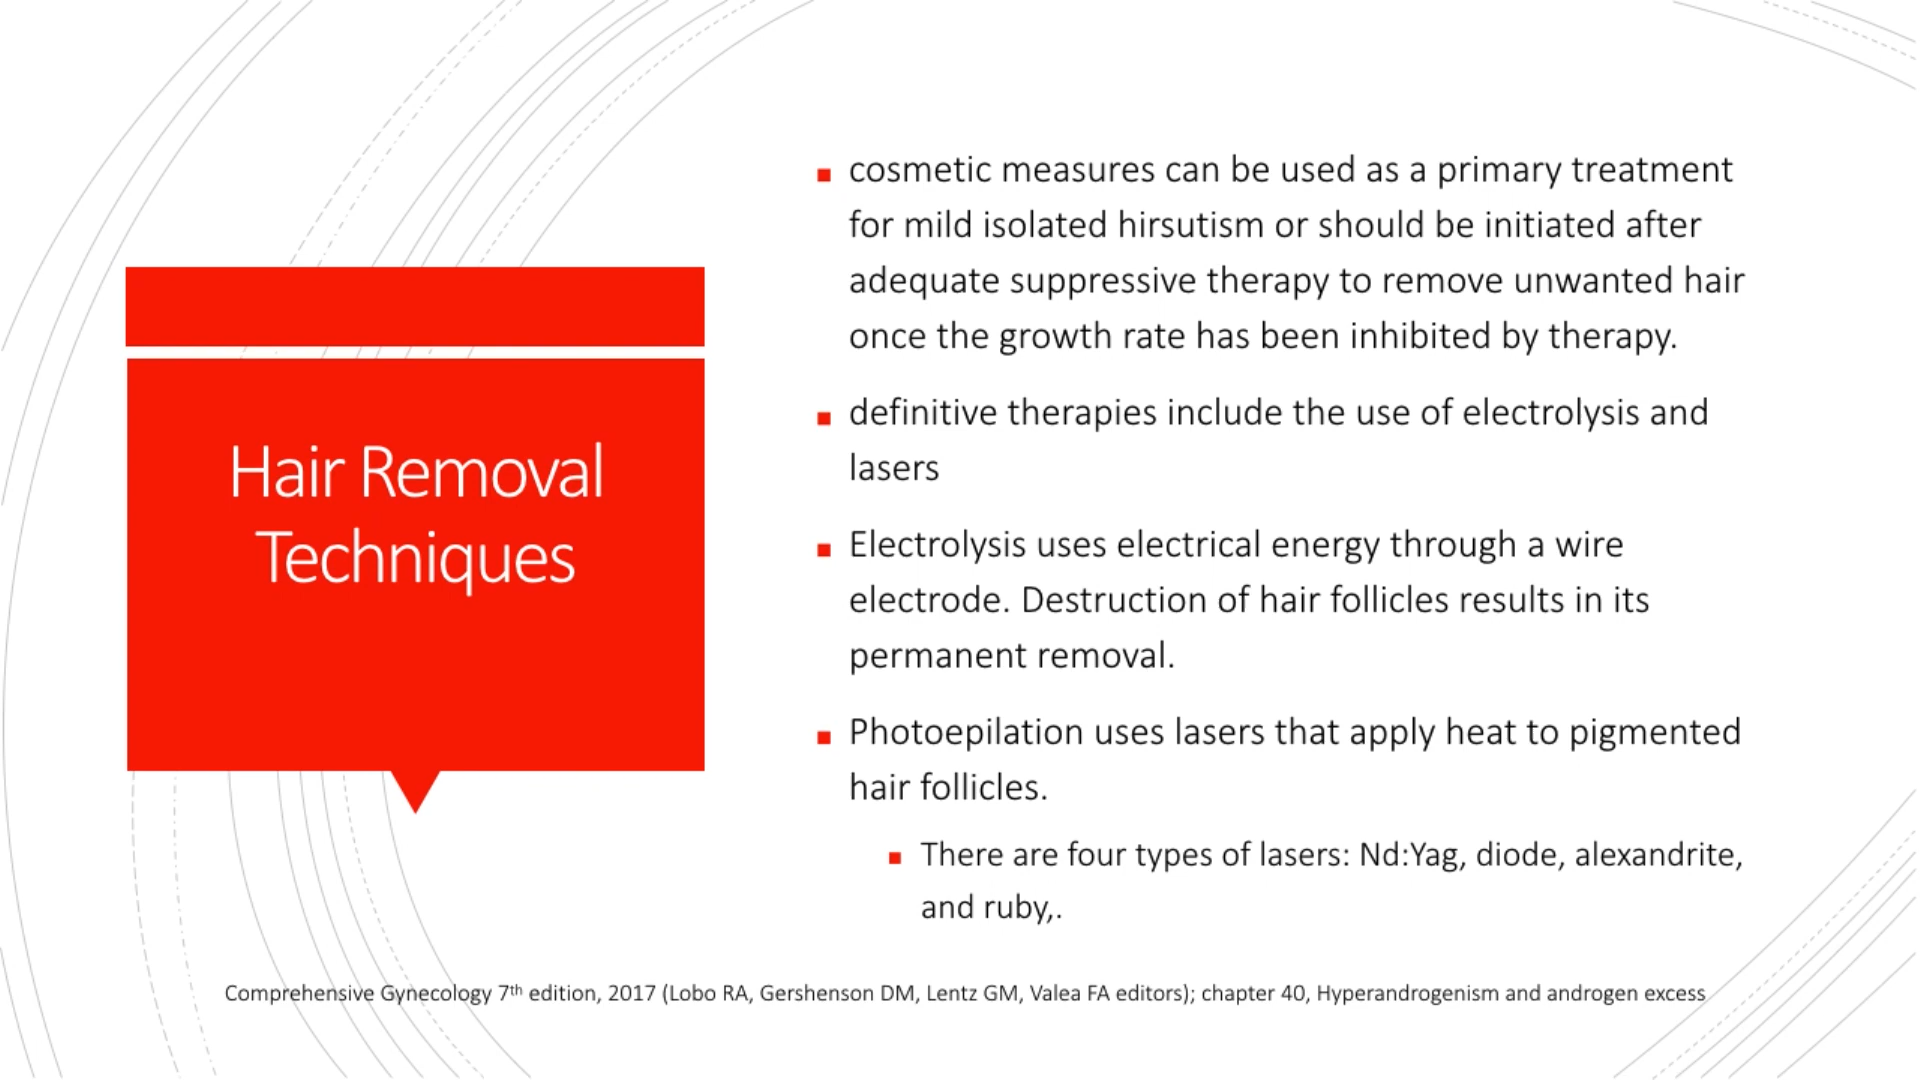 Hair Removal
Techniques
cosmetic measures can be used as a primary treatment
for mild isolated hirsutism or should be initiated after
adequate suppressive therapy to remove unwanted hair
once the growth rate has been inhibited by therapy.
definitive therapies include the use of electrolysis and
lasers
Electrolysis uses electrical energy through a wire
electrode. Destruction of hair follicles results in its
permanent removal.
Photoepilation uses lasers that apply heat to pigmented
hair follicles.
There are four types of lasers: Nd:Yag, diode, alexandrite,
and ruby,.
Comprehensive Gynecology 7th edition, 2017 (Lobo RA, Gershenson DM, Lentz GM, Valea FA editors); chapter 40, Hyperandrogenism and androgen excess